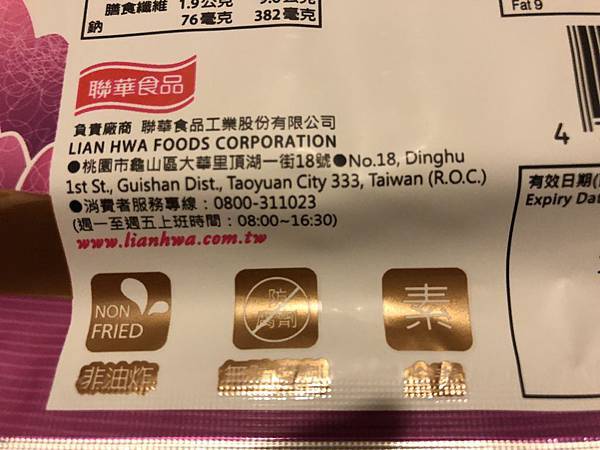 膳食纖維 1.9公克
鈉 76毫克 382毫克
Fat 9
聯華食品
負責廠商 聯華食品工業股份有限公司
LIAN HWA FOODS CORPORATION
●桃園市龜山區大華里頂湖一街18號●No.18, Dinghu
1st St., Guishan Dist., Taoyuan City 333, Taiwan (R.O.C.)
●消費者服務專線：0800-311023
(週一至週五上班時間：08:00~16:30)
www.lianhwa.com.tw
4
有效日期
Expiry Dat
NON
FRIED
防
腐劑
素
非油炸